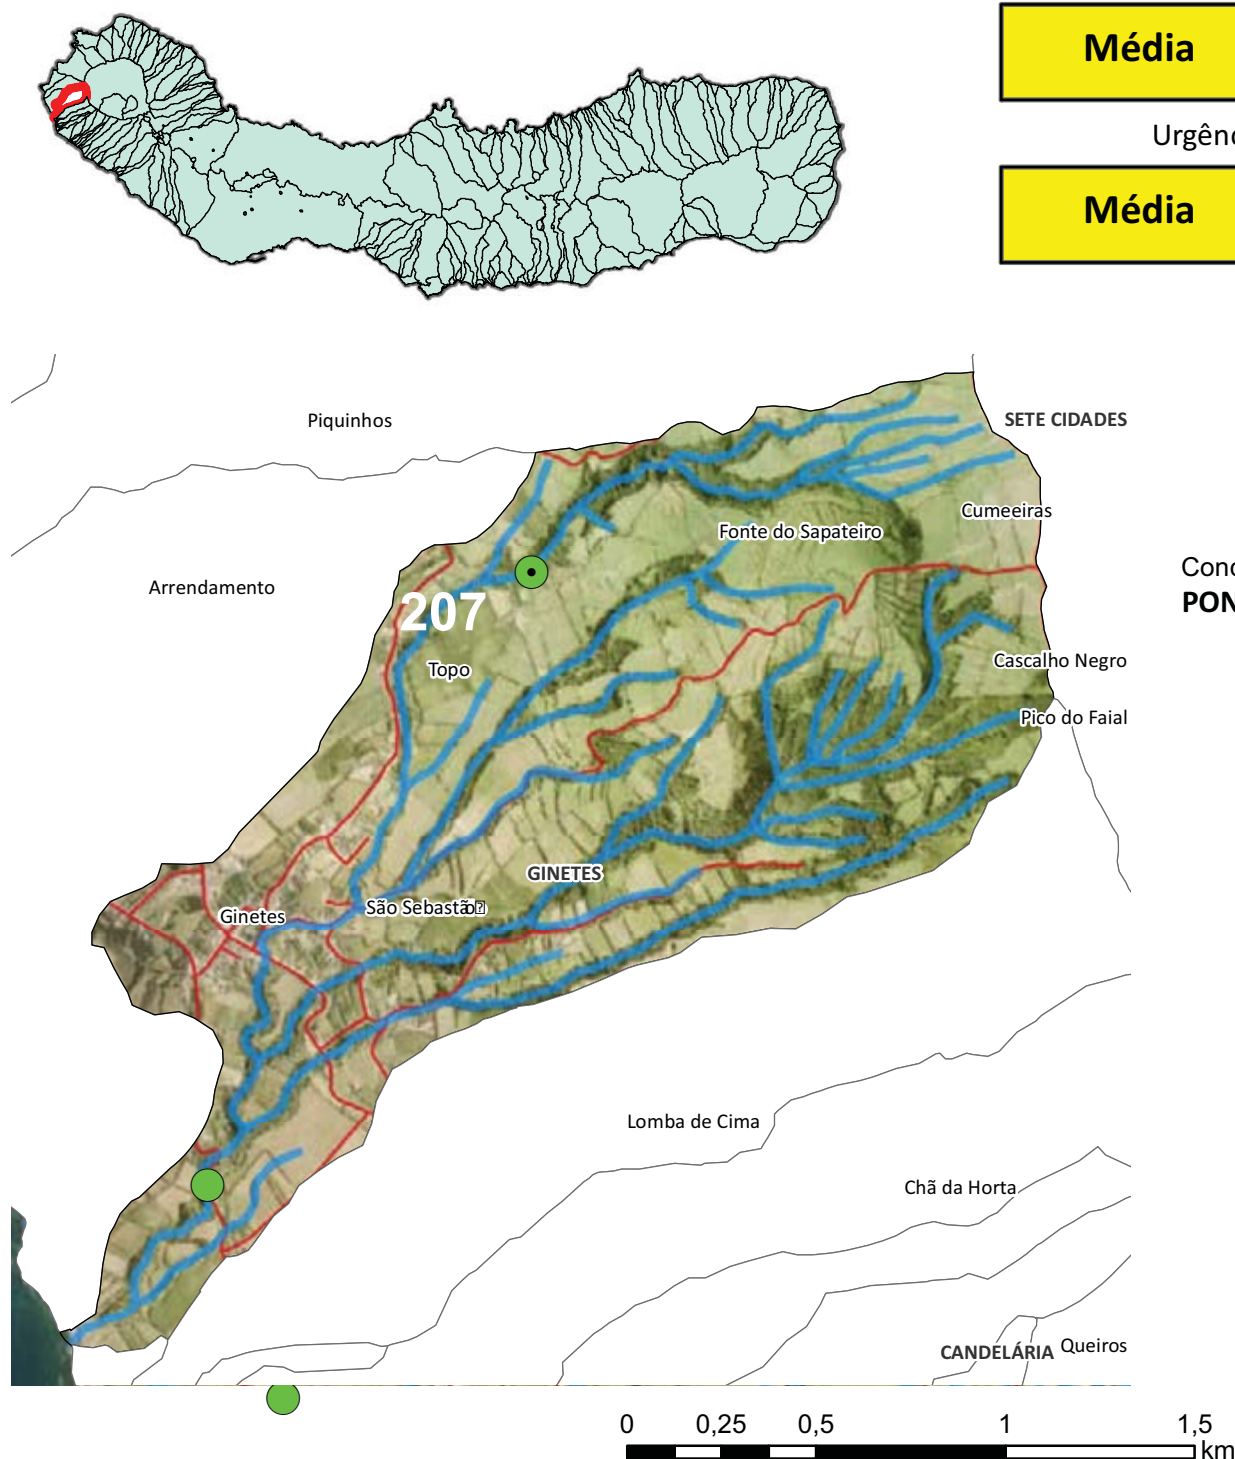 Média
Urgênc
Média
Piquinhos
SETE CIDADES
Cumeeiras
Fonte do Sapateiro
Conc
PON
Arrendamento
207
Topo
Cascalho Negro
Pico do Faial
GINETES
Ginetes
São Sebastão
Lomba de Cima
Chã da Horta
CANDELÁRIA
Queiros
0 0,25 0,5 1 1,5
km